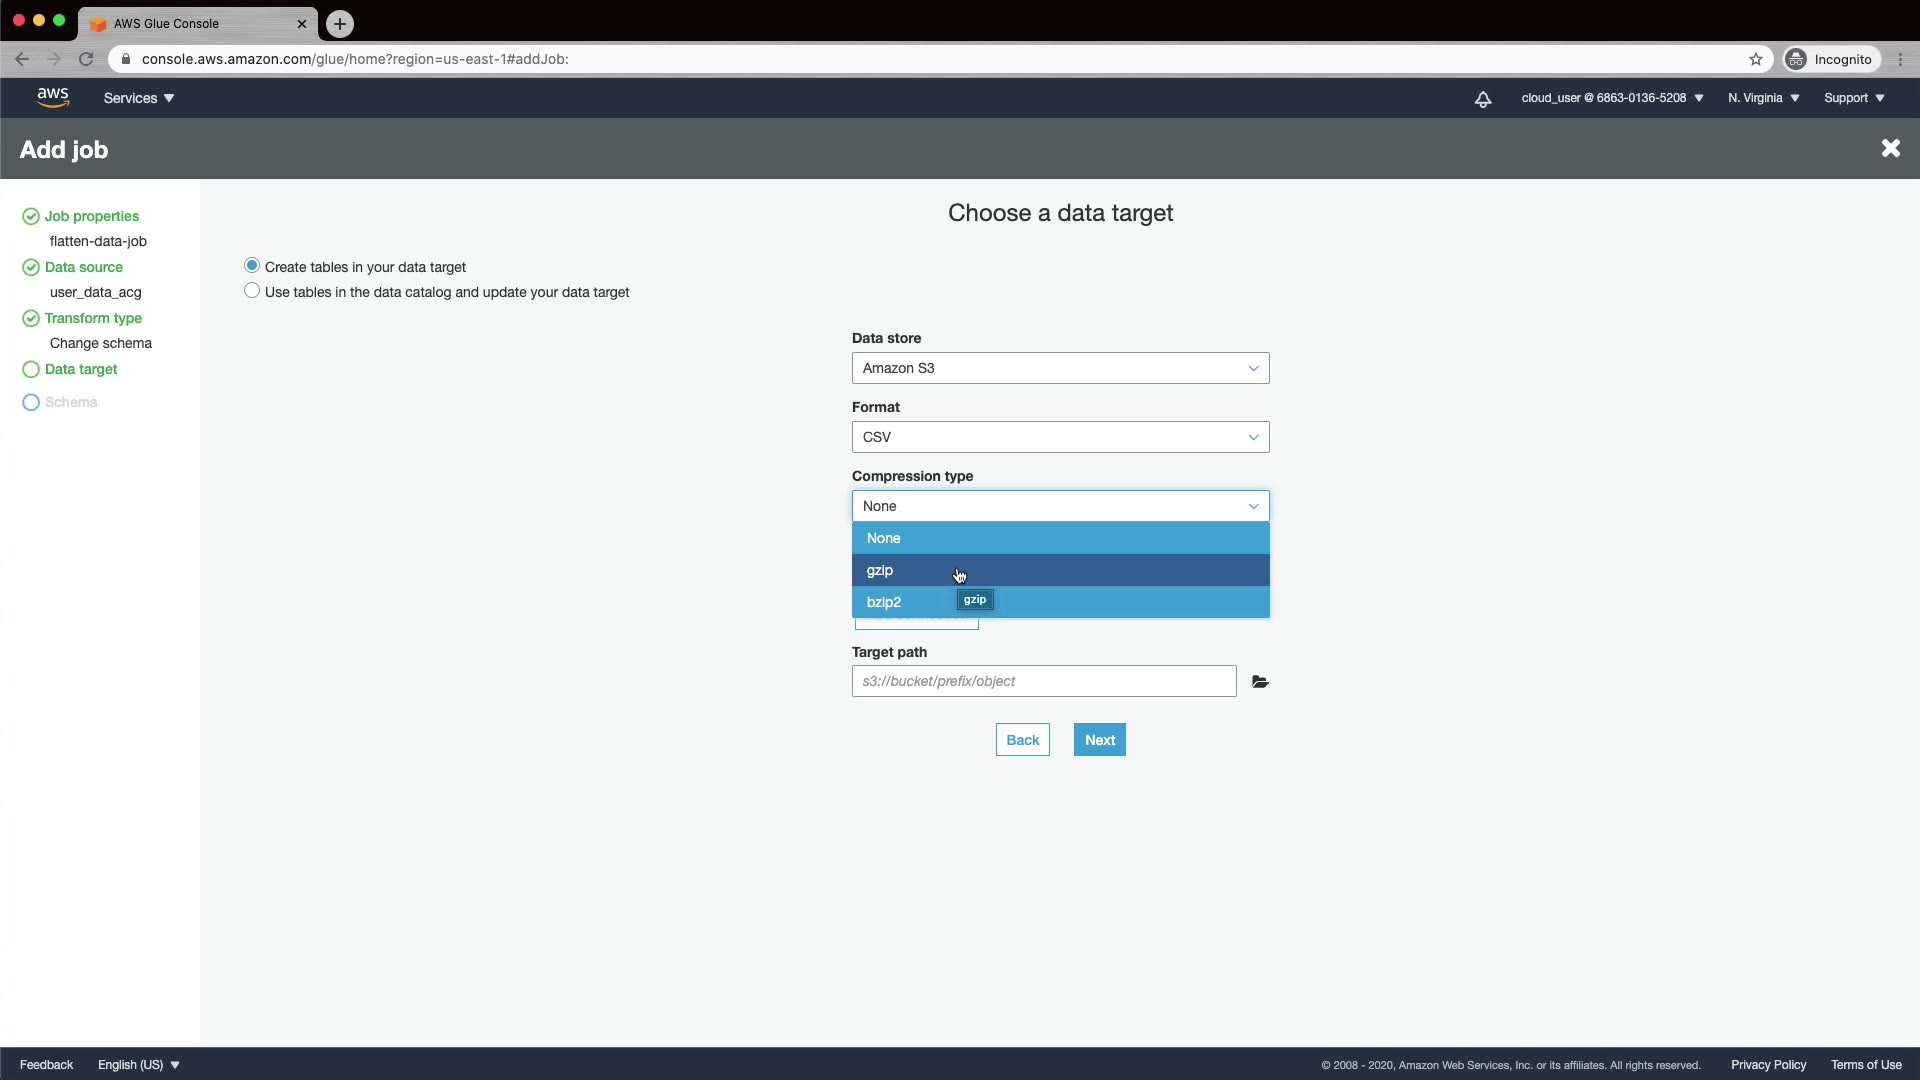 AWS Glue Console
console.aws.amazon.com/glue/home?region=us-east-1#addJob:
Incognito
aws
Services
cloud_user @ 6863-0136-5208
N. Virginia
Support
Add job
Job properties
flatten-data-job
Data source
user_data_acg
Transform type
Change schema
Data target
Schema
Choose a data target
Create tables in your data target
Use tables in the data catalog and update your data target
Data store
Amazon S3
Format
CSV
Compression type
None
None
gzip
bzip2
gzip
Target path
s3://bucket/prefix/object
Back
Next
Feedback
English (US)
© 2008 - 2020, Amazon Web Services, Inc. or its affiliates. All rights reserved.
Privacy Policy
Terms of Use